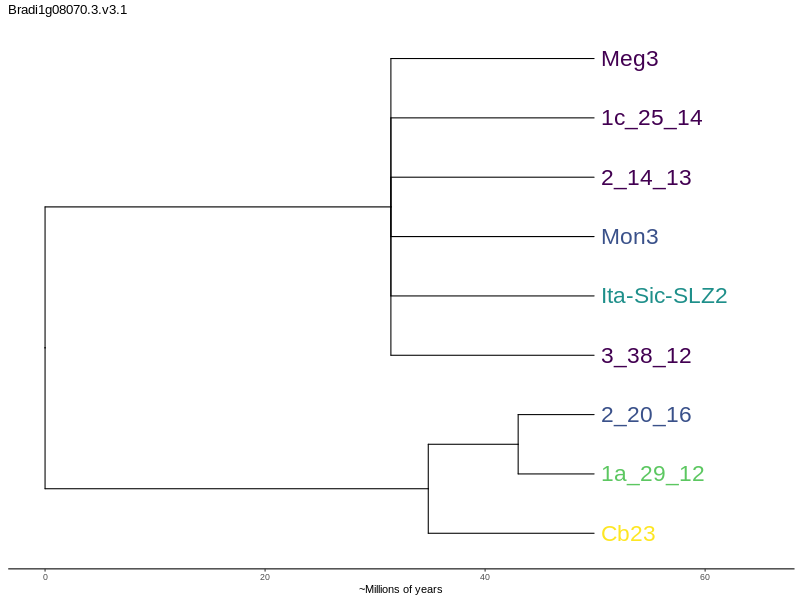 Bradi1g08070.3.v3.1
Meg3
1c_25_14
2_14_13
Mon3
Ita-Sic-SLZ2
3_38_12
2_20_16
1a_29_12
Cb23
0 20 40 60
~Millions of years